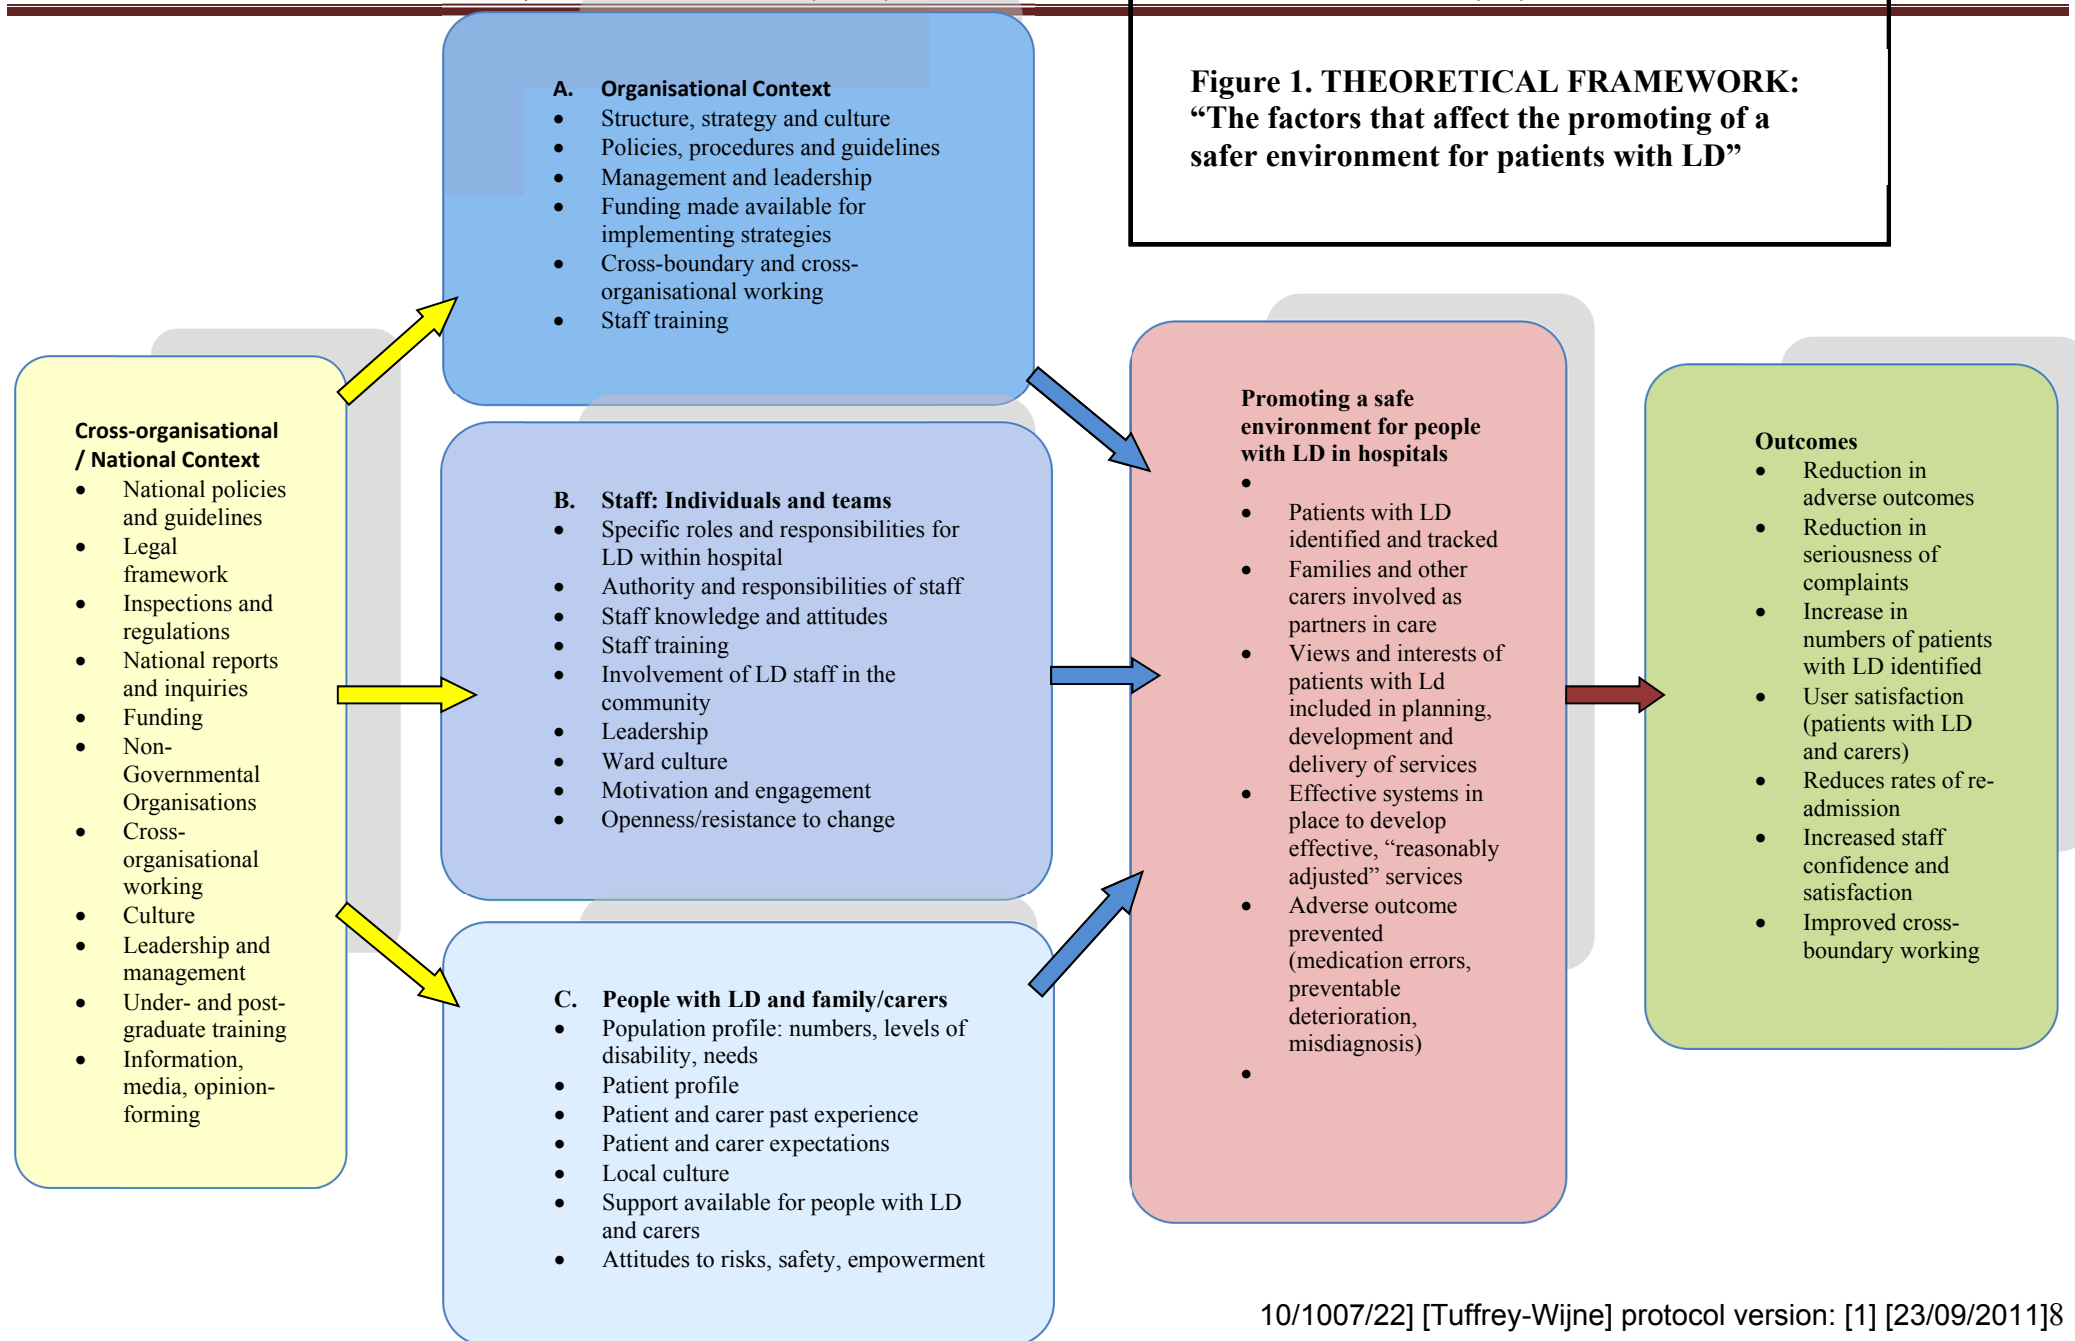 Figure 1. THEORETICAL FRAMEWORK:
“The factors that affect the promoting of a
safer environment for patients with LD”
Cross-organisational
/ National Context
• National policies
and guidelines
• Legal
framework
• Inspections and
regulations
• National reports
and inquiries
• Funding
• Non-
Governmental
Organisations
• Cross-
organisational
working
• Culture
• Leadership and
management
• Under- and post-
graduate training
• Information,
media, opinion-
forming
A. Organisational Context
• Structure, strategy and culture
• Policies, procedures and guidelines
• Management and leadership
• Funding made available for
implementing strategies
• Cross-boundary and cross-
organisational working
• Staff training
B. Staff: Individuals and teams
• Specific roles and responsibilities for
LD within hospital
• Authority and responsibilities of staff
• Staff knowledge and attitudes
• Staff training
• Involvement of LD staff in the
community
• Leadership
• Ward culture
• Motivation and engagement
• Openness/resistance to change
C. People with LD and family/carers
• Population profile: numbers, levels of
disability, needs
• Patient profile
• Patient and carer past experience
• Patient and carer expectations
• Local culture
• Support available for people with LD
and carers
• Attitudes to risks, safety, empowerment
Promoting a safe
environment for people
with LD in hospitals
•
• Patients with LD
identified and tracked
• Families and other
carers involved as
partners in care
• Views and interests of
patients with Ld
included in planning,
development and
delivery of services
• Effective systems in
place to develop
effective, “reasonably
adjusted” services
• Adverse outcome
prevented
(medication errors,
preventable
deterioration,
misdiagnosis)
•
Outcomes
• Reduction in
adverse outcomes
• Reduction in
seriousness of
complaints
• Increase in
numbers of patients
with LD identified
• User satisfaction
(patients with LD
and carers)
• Reduces rates of re-
admission
• Increased staff
confidence and
satisfaction
• Improved cross-
boundary working
10/1007/22] [Tuffrey-Wijne] protocol version: [1] [23/09/2011]8